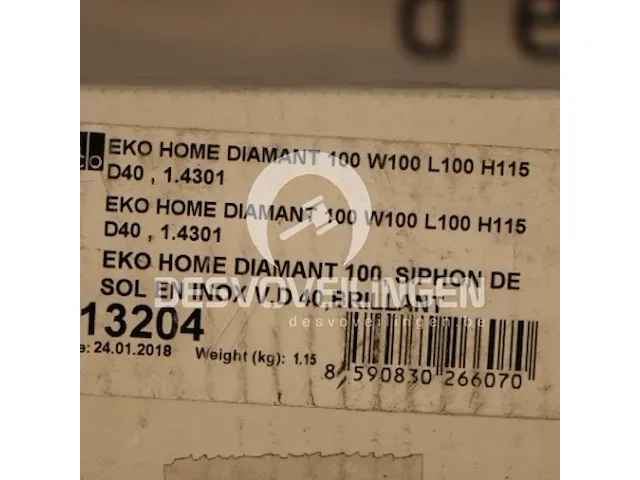 de
co
EKO HOME DIAMANT 100 W100 L100 H115
D40 , 1.4301
EKO HOME DIAMANT 100 W100 L100 H115
D40 , 1.4301
EKO HOME DIAMANT 100, SIPHON DE
SOL EN INOX V.D 40,BRILLANT
DESVOVEILINGEN
desvoveilingen.be
13204
e: 24.01.2018 Weight (kg): 1.15
8 590830 266070